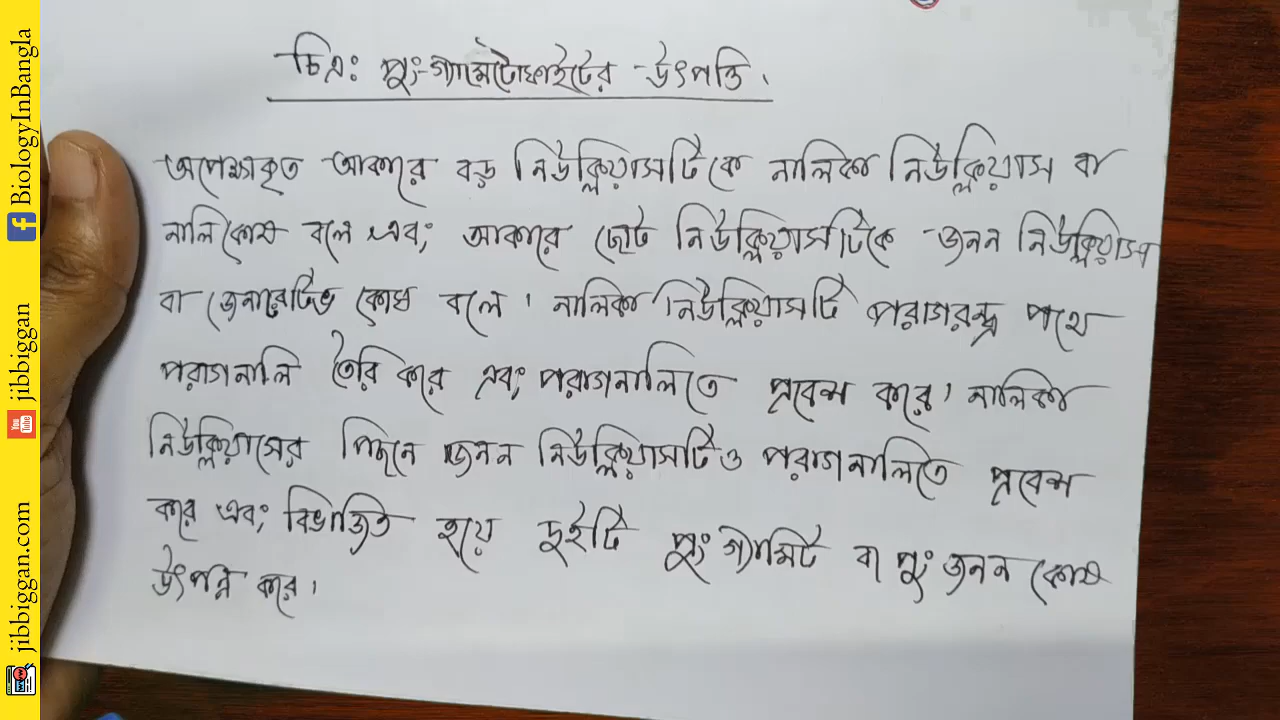 চিত্র: পুং-গ্যামেটোফাইটের উৎপত্তি।
অপেক্ষাকৃত আকারে বড় নিউক্লিয়াসটিকে নালিকা নিউক্লিয়াস বা
নালিকোষ বলে এবং আকারে ছোট নিউক্লিয়াসটিকে জনন নিউক্লিয়াস
বা জেনারেটিভ কোষ বলে। নালিকা নিউক্লিয়াসটি পরাগরন্ধ্র পথে
পরাগনালি তৈরি করে এবং পরাগনালিতে প্রবেশ করে। নালিকা
নিউক্লিয়াসের পিছনে জনন নিউক্লিয়াসটিও পরাগনালিতে প্রবেশ
করে এবং বিভাজিত হয়ে দুইটি পুং গ্যামিট বা পুং জনন কোষ
উৎপন্ন করে।
BiologyInBangla
You Tube jibbiggan
jibbiggan.com